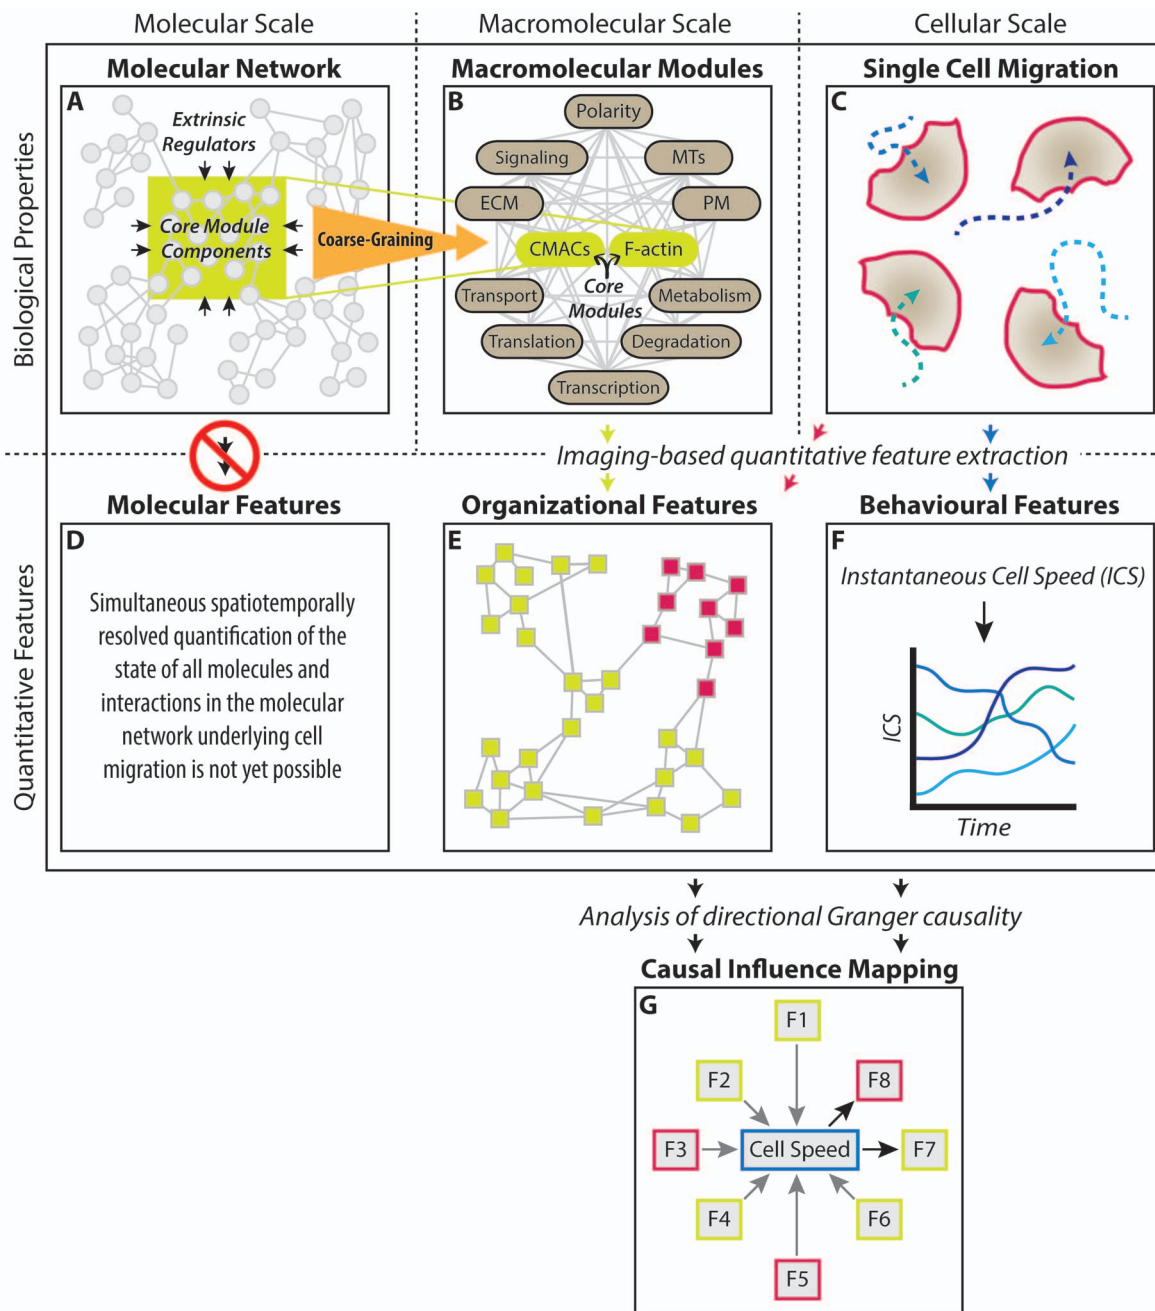 Molecular Scale
Macromolecular Scale
Cellular Scale
Biological Properties
Molecular Network
A
Extrinsic
Regulators
Core Module
Components
Coarse-Graining
Macromolecular Modules
B
Polarity
Signaling
MTs
ECM
PM
CMACs
F-actin
Core
Modules
Transport
Metabolism
Translation
Degradation
Transcription
Single Cell Migration
C
Imaging-based quantitative feature extraction
Quantitative Features
Molecular Features
D
Simultaneous spatiotemporally
resolved quantification of the
state of all molecules and
interactions in the molecular
network underlying cell
migration is not yet possible
Organizational Features
E
Behavioural Features
F
Instantaneous Cell Speed (ICS)
ICS
Time
Analysis of directional Granger causality
Causal Influence Mapping
G
F1
F2
F8
F3
Cell Speed
F7
F4
F6
F5